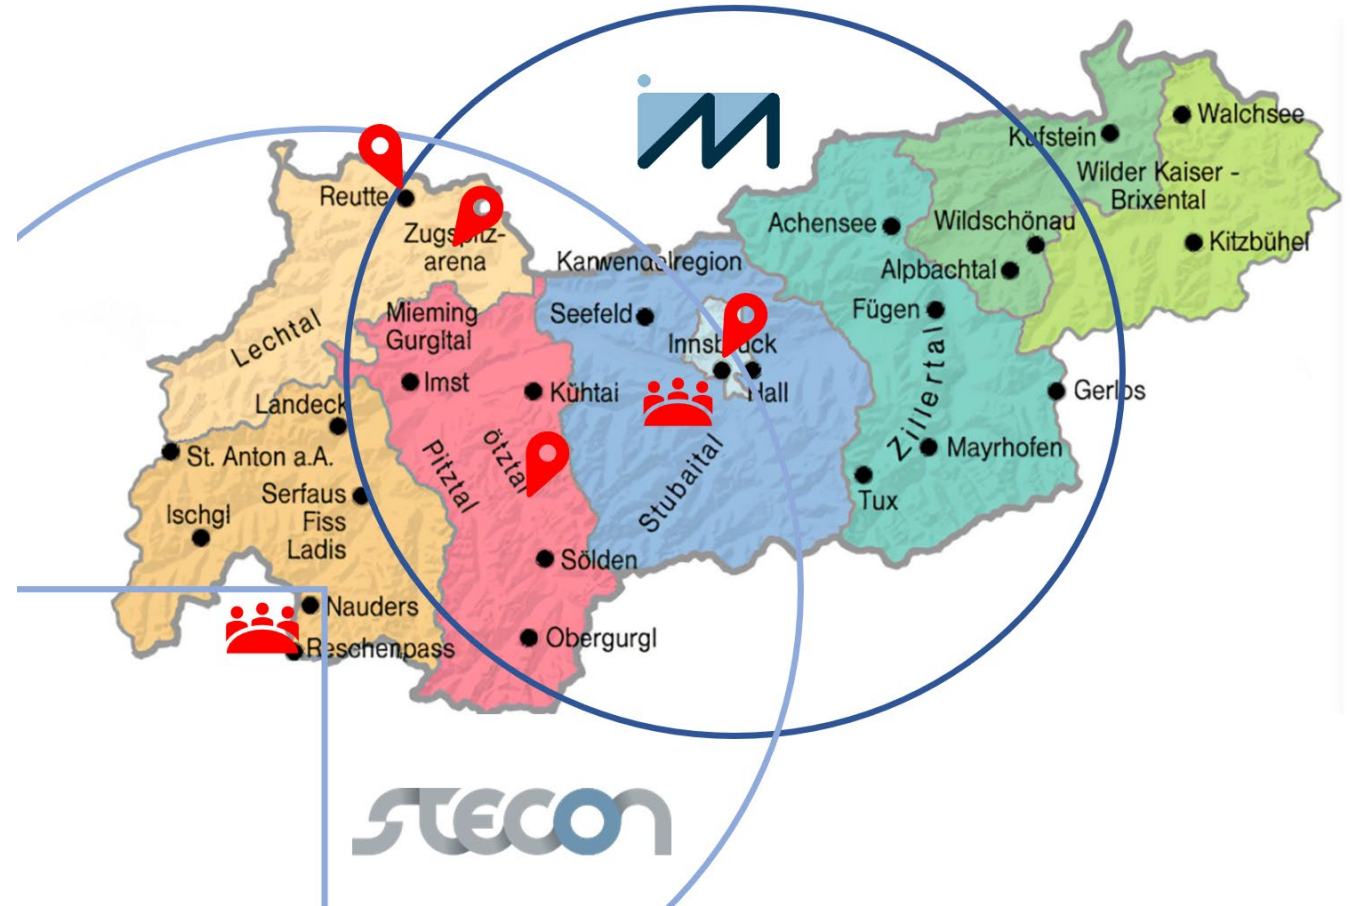 Walchsee
Kufstein
Wilder Kaiser -
Brixental
Reutte
Achensee
Wildschönau
Zugspitz-
arena
Kitzbühel
Karwendelregion
Alpbachtal
Mieming
Gurgltal
Seefeld
Fügen
Lechtal
Innsbruck
Imst
Kühtai
Hall
Zillertal
Gerlos
Landeck
St. Anton a.A.
Pitztal
ötztal
Stubaital
Mayrhofen
Serfaus
Fiss
Ladis
Ischgl
Tux
Sölden
Nauders
Obergurgl
Reschenpass
iM
STECON